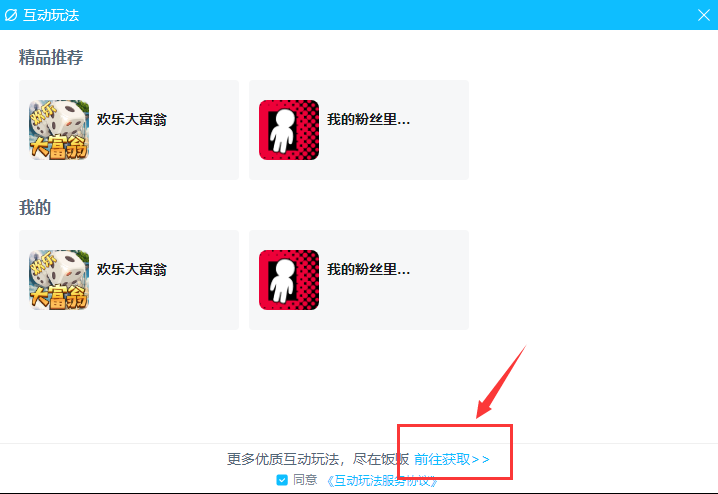 互动玩法
精品推荐
欢乐大富翁
我的粉丝里...
大富翁
我的
欢乐大富翁
我的粉丝里...
大富翁
更多优质互动玩法，尽在饭贩 前往获取>>
同意 《互动玩法服务协议》